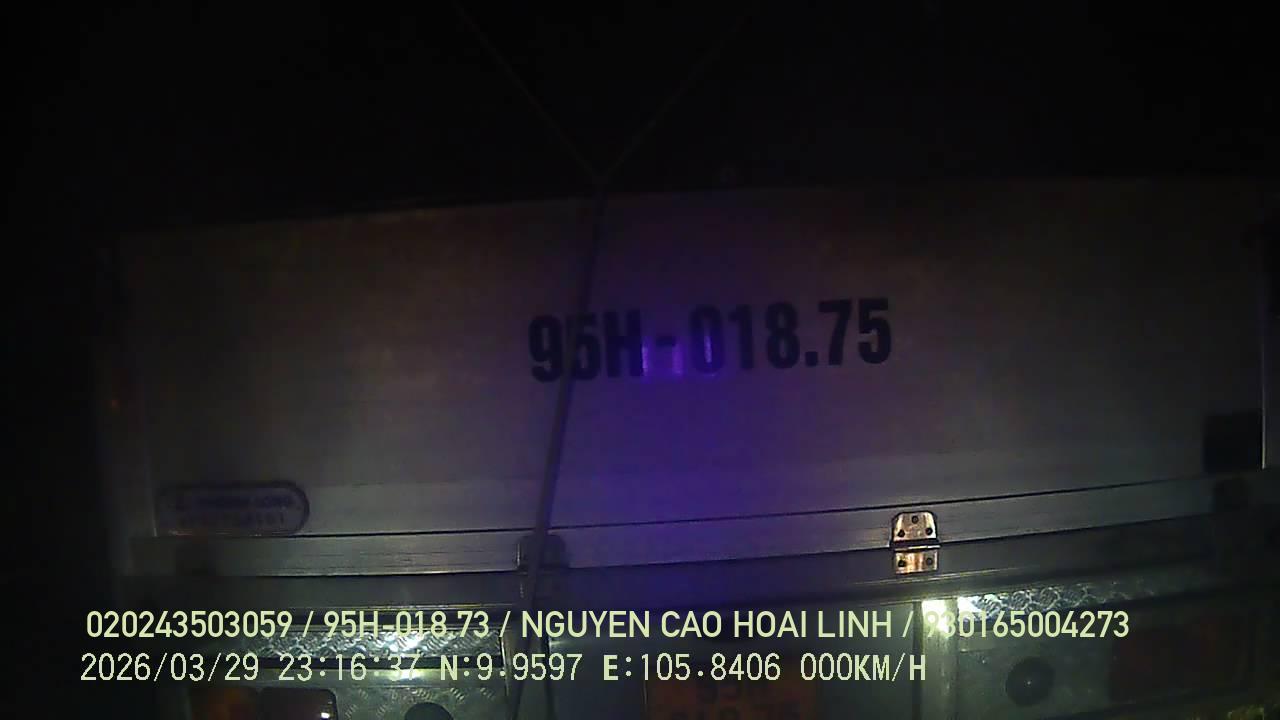 95H-018.75
020243503059 / 95H-018.73 / NGUYEN CAO HOAI LINH / 930165004273
2026/03/29 23:16:37 N:9.9597 E:105.8406 000KM/H